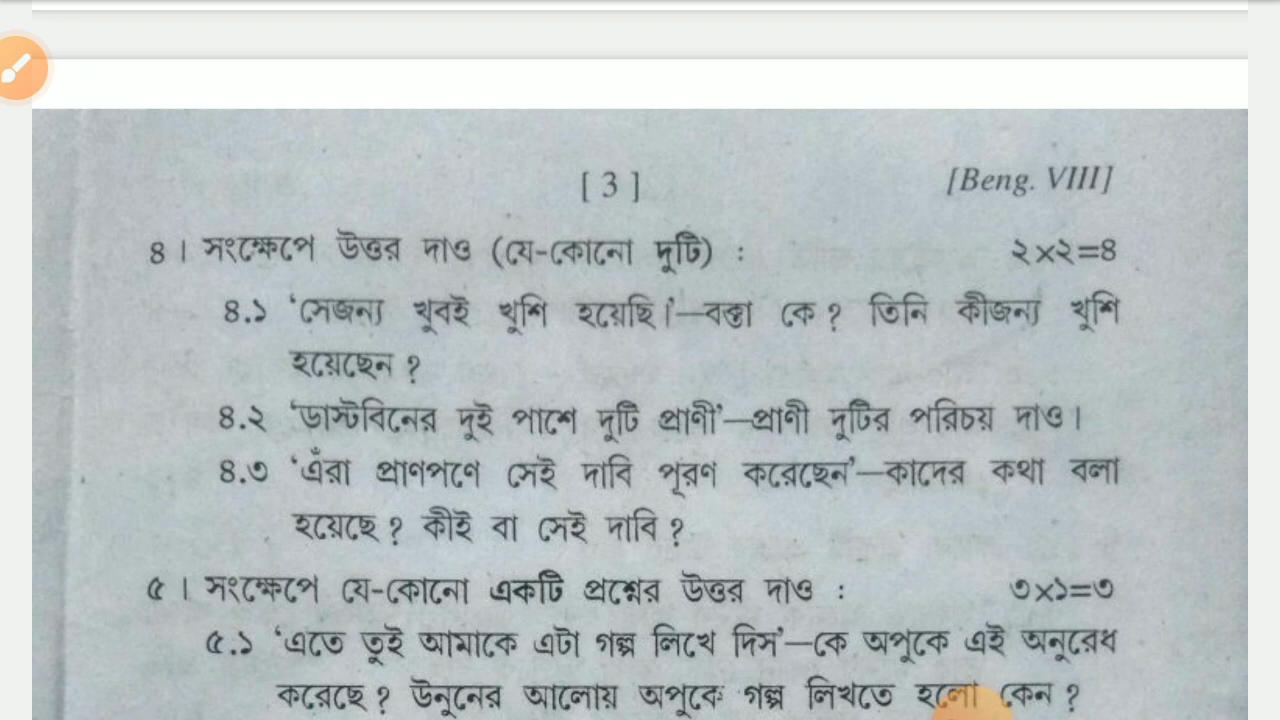 [ 3 ] [Beng. VIII]
৪। সংক্ষেপে উত্তর দাও (যে-কোনো দুটি) : ২×২=৪
৪.১ ‘সেজন্য খুবই খুশি হয়েছি।’—বক্তা কে? তিনি কীজন্য খুশি
হয়েছেন?
৪.২ ‘ডাস্টবিনের দুই পাশে দুটি প্রাণী’—প্রাণী দুটির পরিচয় দাও।
৪.৩ ‘এঁরা প্রাণপণে সেই দাবি পূরণ করেছেন’—কাদের কথা বলা
হয়েছে? কীই বা সেই দাবি?
৫। সংক্ষেপে যে-কোনো একটি প্রশ্নের উত্তর দাও : ৩×১=৩
৫.১ ‘এতে তুই আমাকে এটা গল্প লিখে দিস’—কে অপুকে এই অনুরোধ
করেছে? উনুনের আলোয় অপুকে গল্প লিখতে হলো কেন?